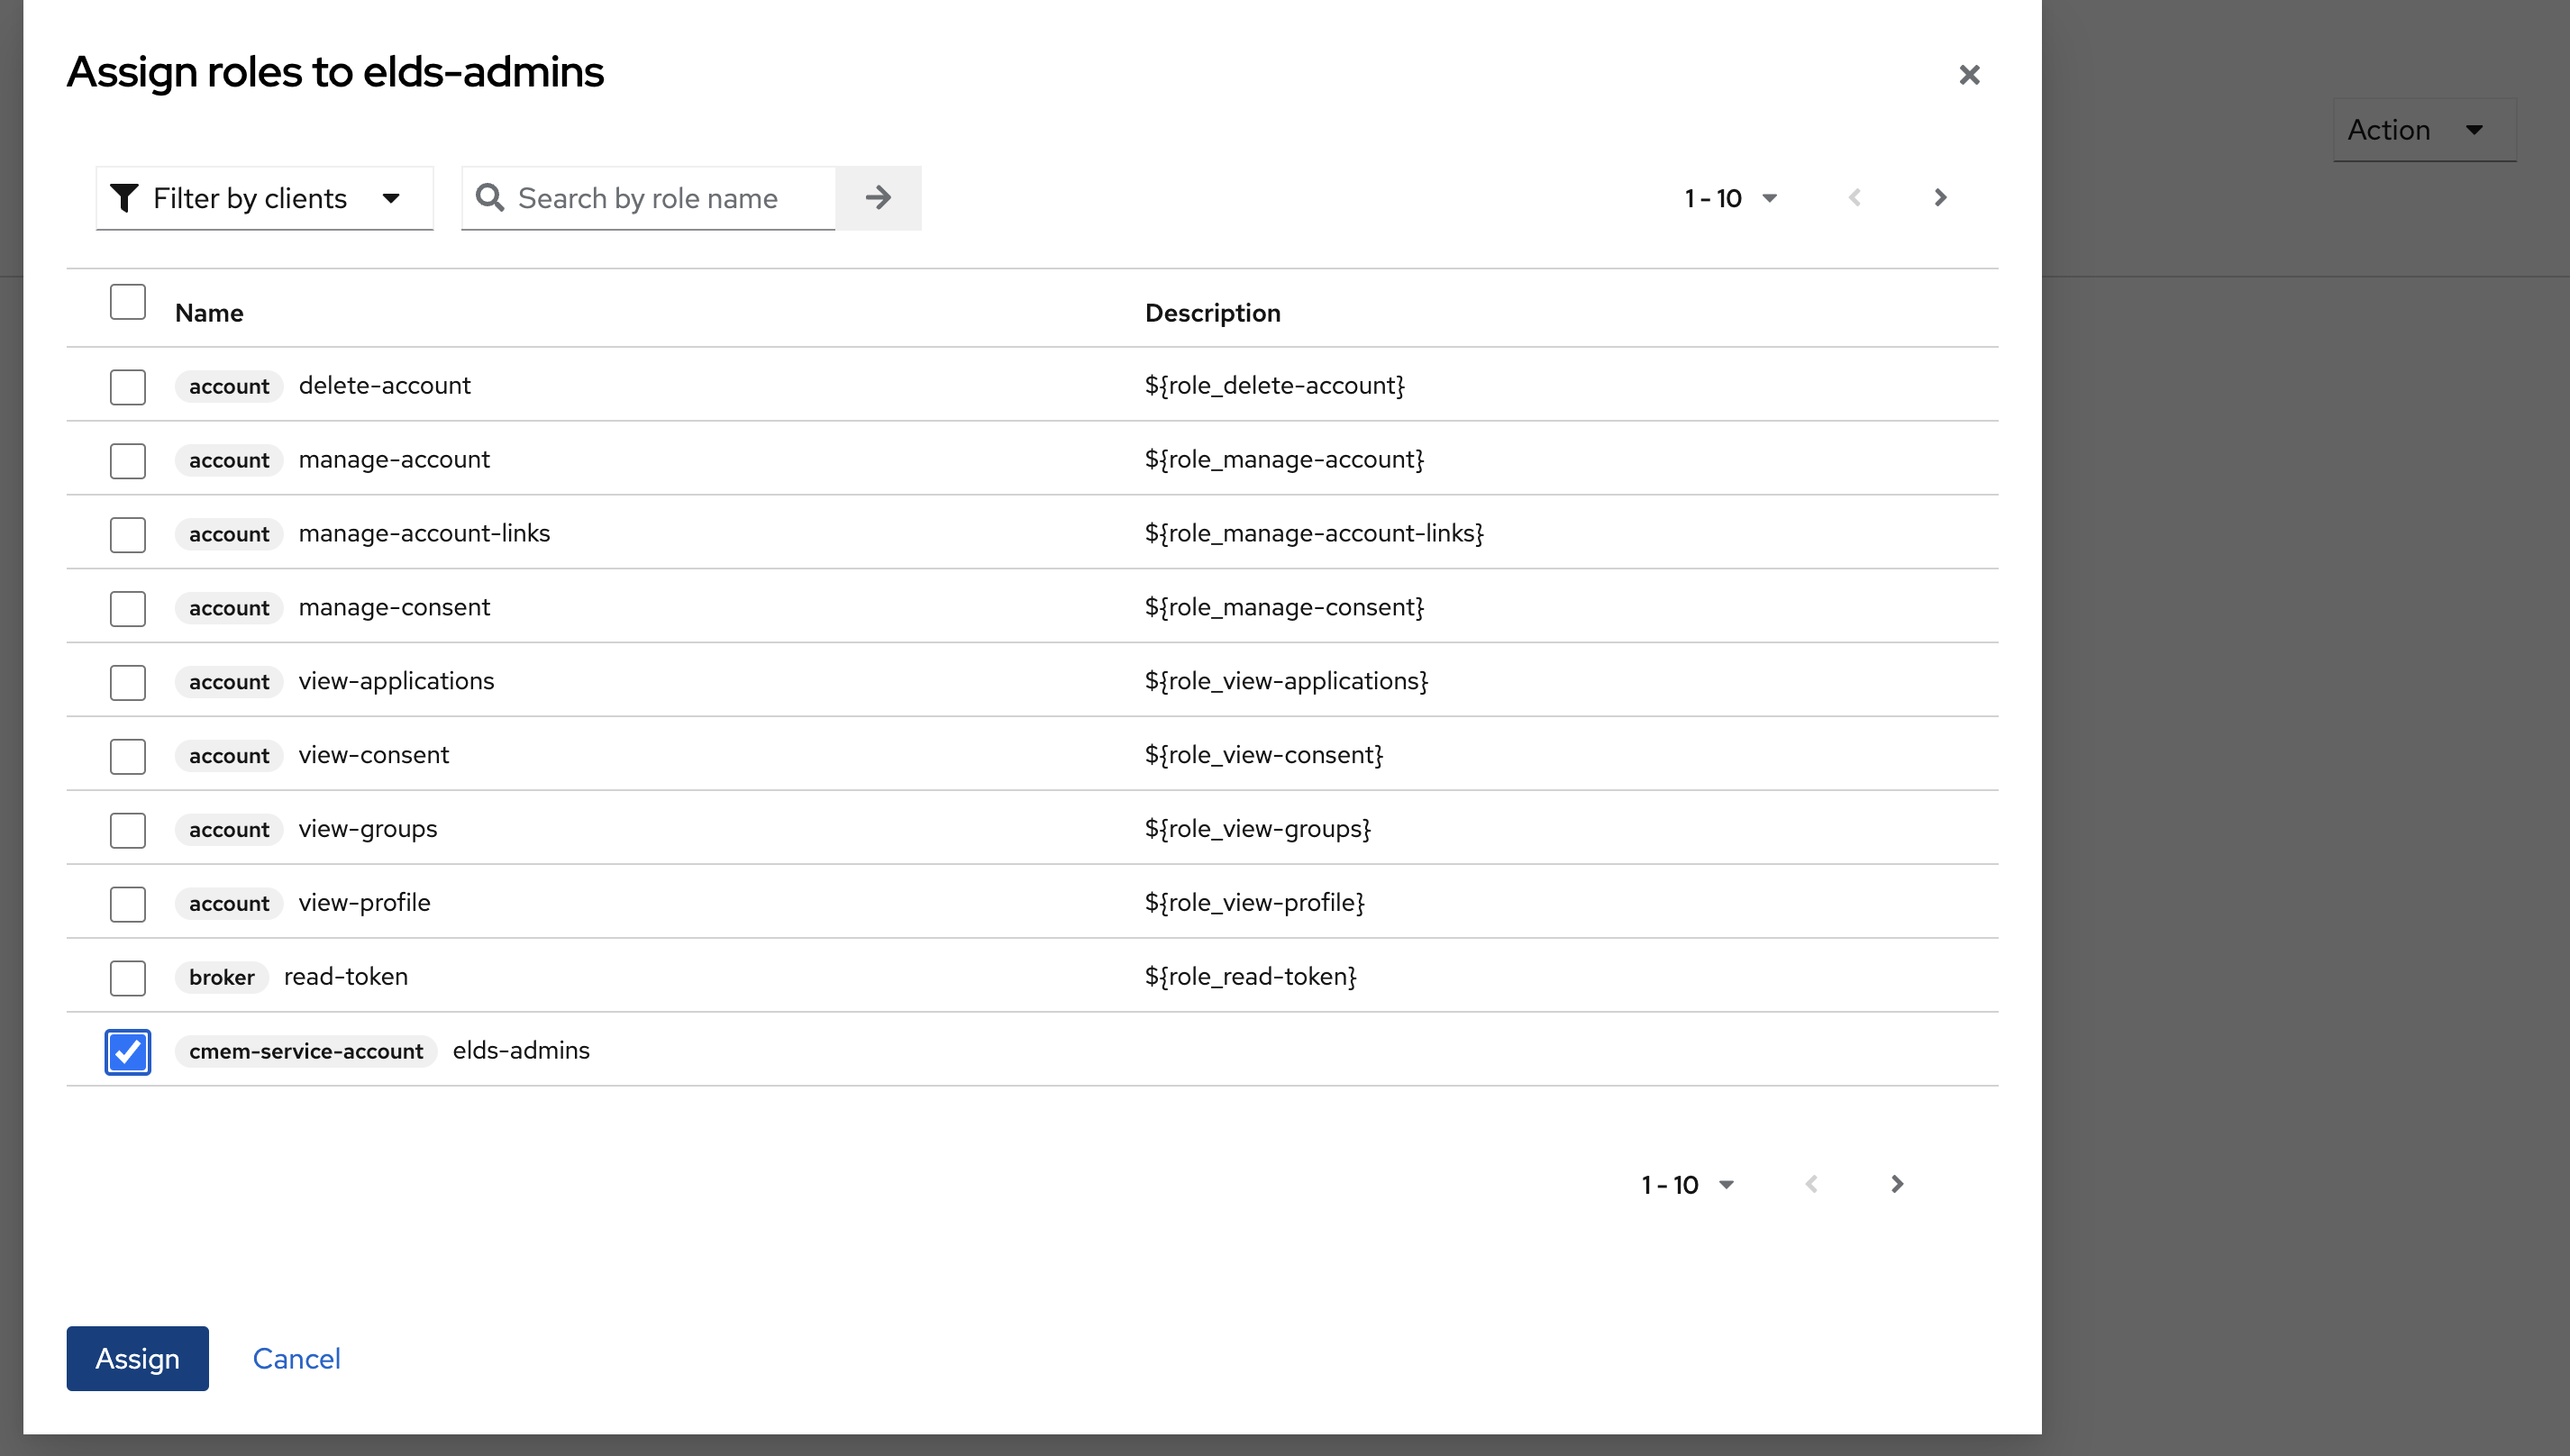 Assign roles to elds-admins
Action
Filter by clients
Search by role name
1 - 10
Name Description
account delete-account ${role_delete-account}
account manage-account ${role_manage-account}
account manage-account-links ${role_manage-account-links}
account manage-consent ${role_manage-consent}
account view-applications ${role_view-applications}
account view-consent ${role_view-consent}
account view-groups ${role_view-groups}
account view-profile ${role_view-profile}
broker read-token ${role_read-token}
cmem-service-account elds-admins
1 - 10
Assign Cancel